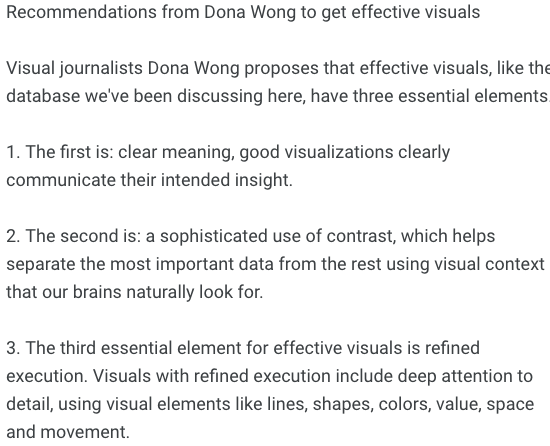 Recommendations from Dona Wong to get effective visuals
Visual journalists Dona Wong proposes that effective visuals, like the
database we've been discussing here, have three essential elements.
1. The first is: clear meaning, good visualizations clearly
communicate their intended insight.
2. The second is: a sophisticated use of contrast, which helps
separate the most important data from the rest using visual context
that our brains naturally look for.
3. The third essential element for effective visuals is refined
execution. Visuals with refined execution include deep attention to
detail, using visual elements like lines, shapes, colors, value, space
and movement.